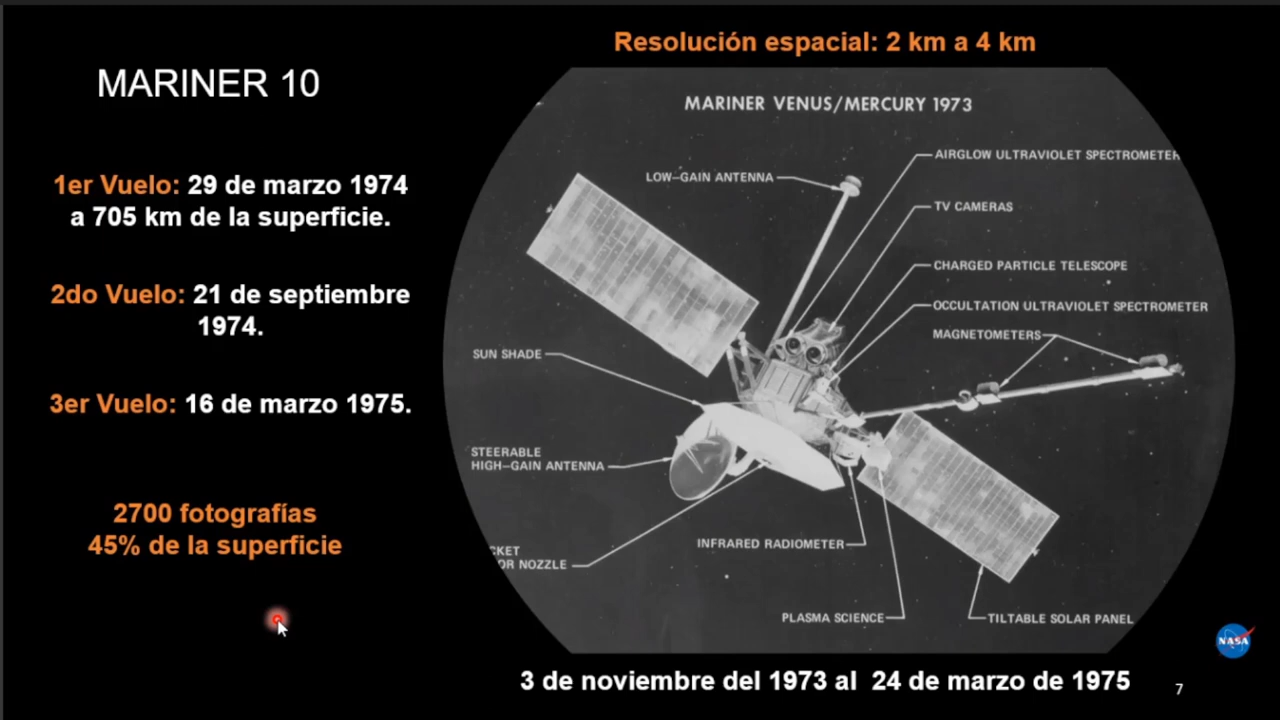 Resolución espacial: 2 km a 4 km
MARINER 10
1er Vuelo: 29 de marzo 1974
a 705 km de la superficie.
2do Vuelo: 21 de septiembre
1974.
3er Vuelo: 16 de marzo 1975.
2700 fotografías
45% de la superficie
MARINER VENUS/MERCURY 1973
AIRGLOW ULTRAVIOLET SPECTROMETER
LOW-GAIN ANTENNA
TV CAMERAS
CHARGED PARTICLE TELESCOPE
OCCULTATION ULTRAVIOLET SPECTROMETER
MAGNETOMETERS
SUN SHADE
STEERABLE
HIGH-GAIN ANTENNA
INFRARED RADIOMETER
NOZZLE
PLASMA SCIENCE
TILTABLE SOLAR PANEL
NASA
3 de noviembre del 1973 al 24 de marzo de 1975
7